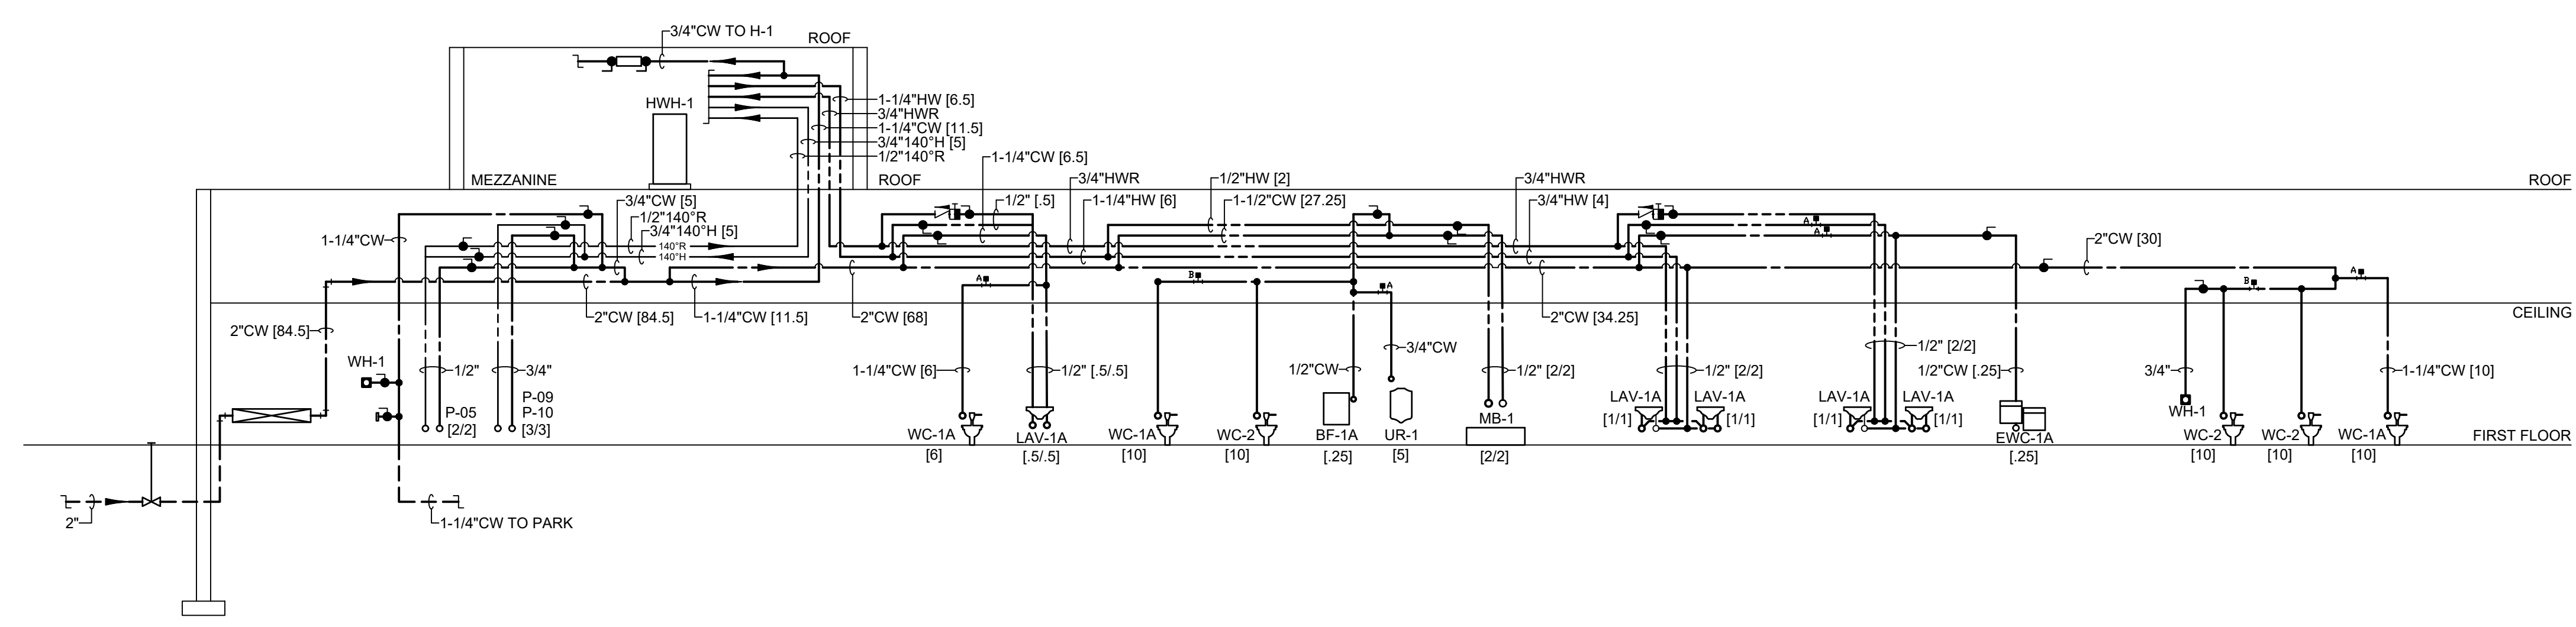 3/4"CW TO H-1
ROOF
HWH-1
1-1/4"HW [6.5]
3/4"HWR
1-1/4"CW [11.5]
3/4"140°H [5]
1/2"140°R
1-1/4"CW [6.5]
MEZZANINE
ROOF
3/4"HWR
1/2"HW [2]
3/4"HWR
ROOF
3/4"CW [5]
1/2"140°R
3/4"140°H [5]
1/2" [.5]
1-1/4"HW [6]
1-1/2"CW [27.25]
3/4"HW [4]
1-1/4"CW
140°R
140°H
A
A
2"CW [30]
A
B
A
A
B
2"CW [84.5]
2"CW [84.5]
1-1/4"CW [11.5]
2"CW [68]
2"CW [34.25]
CEILING
WH-1
1/2"
3/4"
1-1/4"CW [6]
1/2" [.5/.5]
1/2"CW
3/4"CW
1/2" [2/2]
1/2" [2/2]
1/2" [2/2]
1/2"CW [.25]
3/4"
1-1/4"CW [10]
P-05
[2/2]
P-09
P-10
[3/3]
WC-1A
[6]
LAV-1A
[.5/.5]
WC-1A
[10]
WC-2
[10]
BF-1A
[.25]
UR-1
[5]
MB-1
[2/2]
LAV-1A
[1/1]
LAV-1A
[1/1]
LAV-1A
[1/1]
LAV-1A
[1/1]
EWC-1A
[.25]
WH-1
WC-2
[10]
WC-2
[10]
WC-1A
[10]
FIRST FLOOR
2"
1-1/4"CW TO PARK